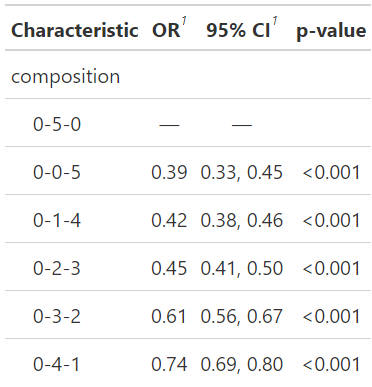 Characteristic OR¹ 95% CI¹ p-value
composition
0-5-0 — —
0-0-5 0.39 0.33, 0.45 <0.001
0-1-4 0.42 0.38, 0.46 <0.001
0-2-3 0.45 0.41, 0.50 <0.001
0-3-2 0.61 0.56, 0.67 <0.001
0-4-1 0.74 0.69, 0.80 <0.001